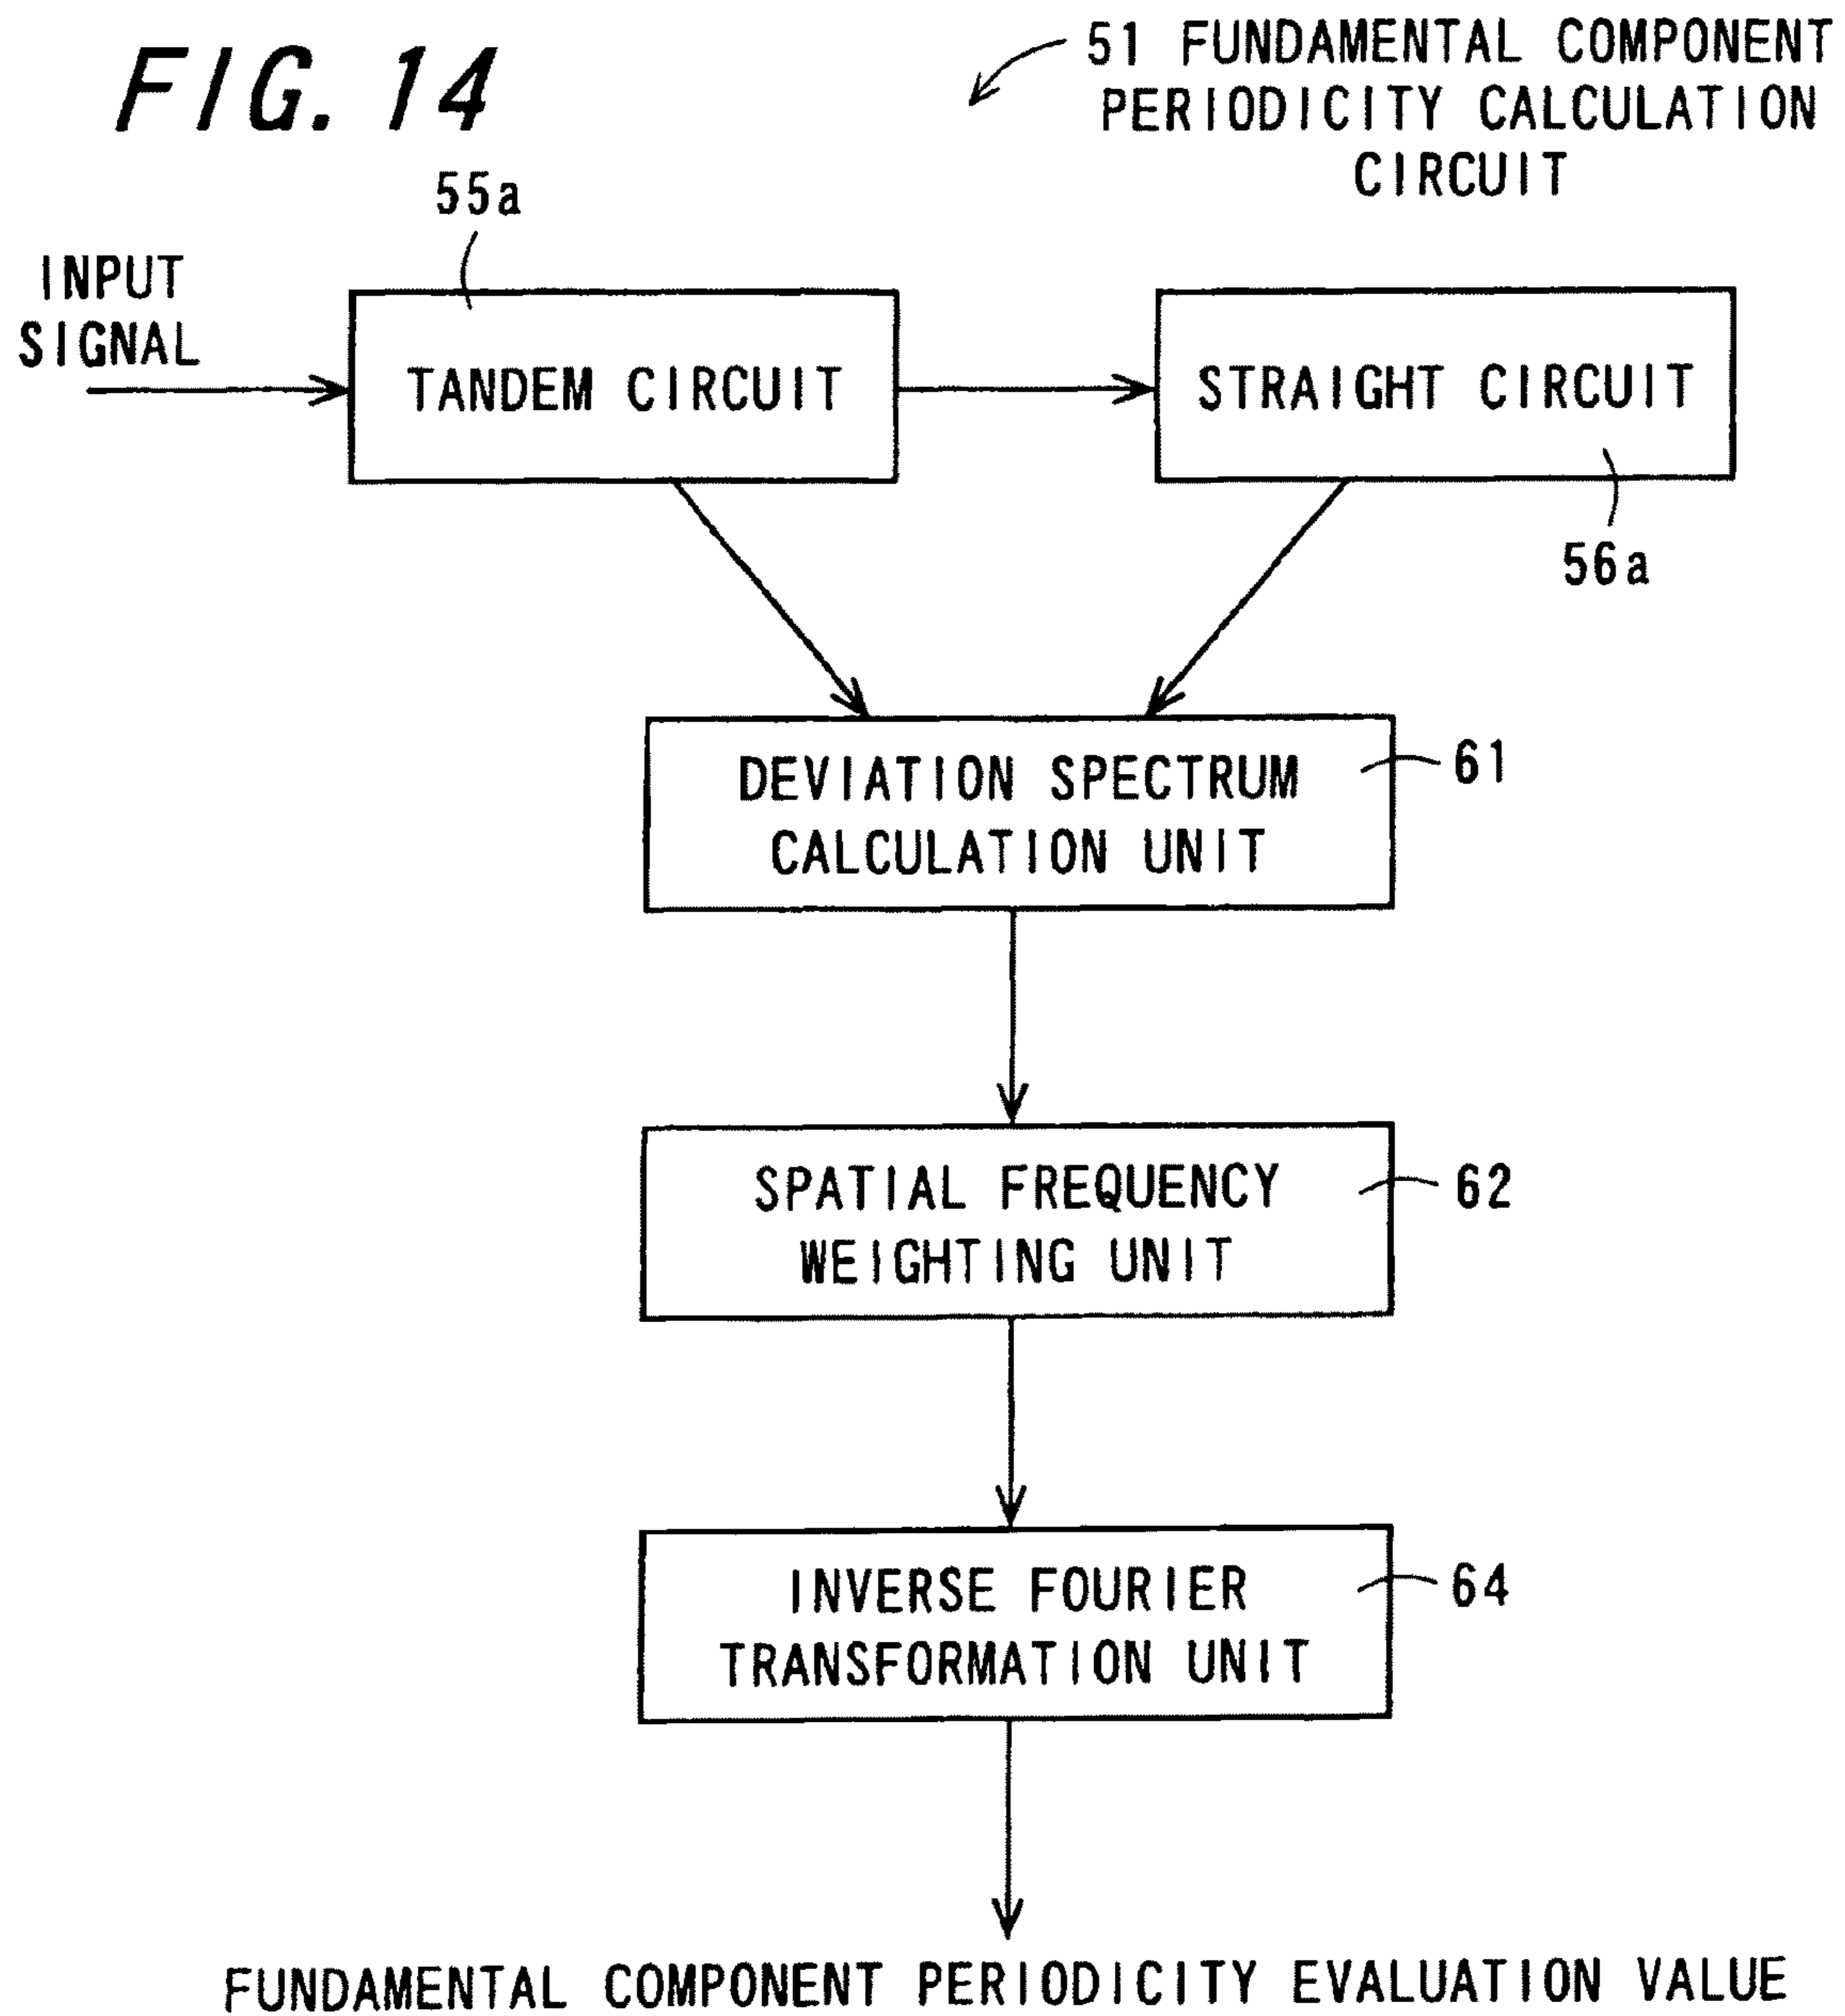 FIG. 14
51 FUNDAMENTAL COMPONENT
PERIODICITY CALCULATION
CIRCUIT
55a
INPUT
SIGNAL
TANDEM CIRCUIT
STRAIGHT CIRCUIT
56a
DEVIATION SPECTRUM
CALCULATION UNIT
61
SPATIAL FREQUENCY
WEIGHTING UNIT
62
INVERSE FOURIER
TRANSFORMATION UNIT
64
FUNDAMENTAL COMPONENT PERIODICITY EVALUATION VALUE